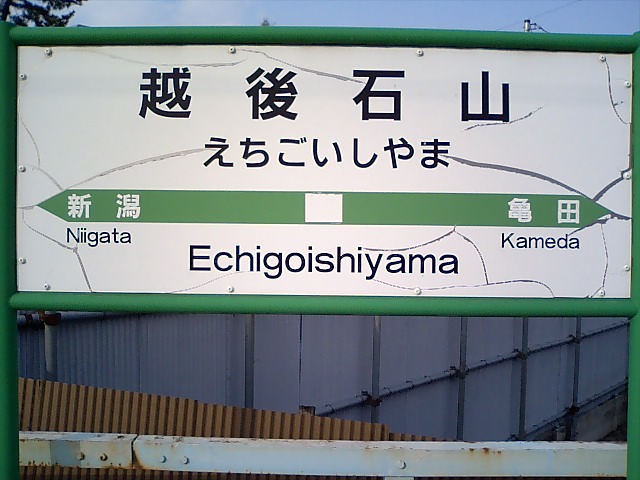 越後石山
えちごいしやま
新潟 亀田
Niigata Kameda
Echigoishiyama